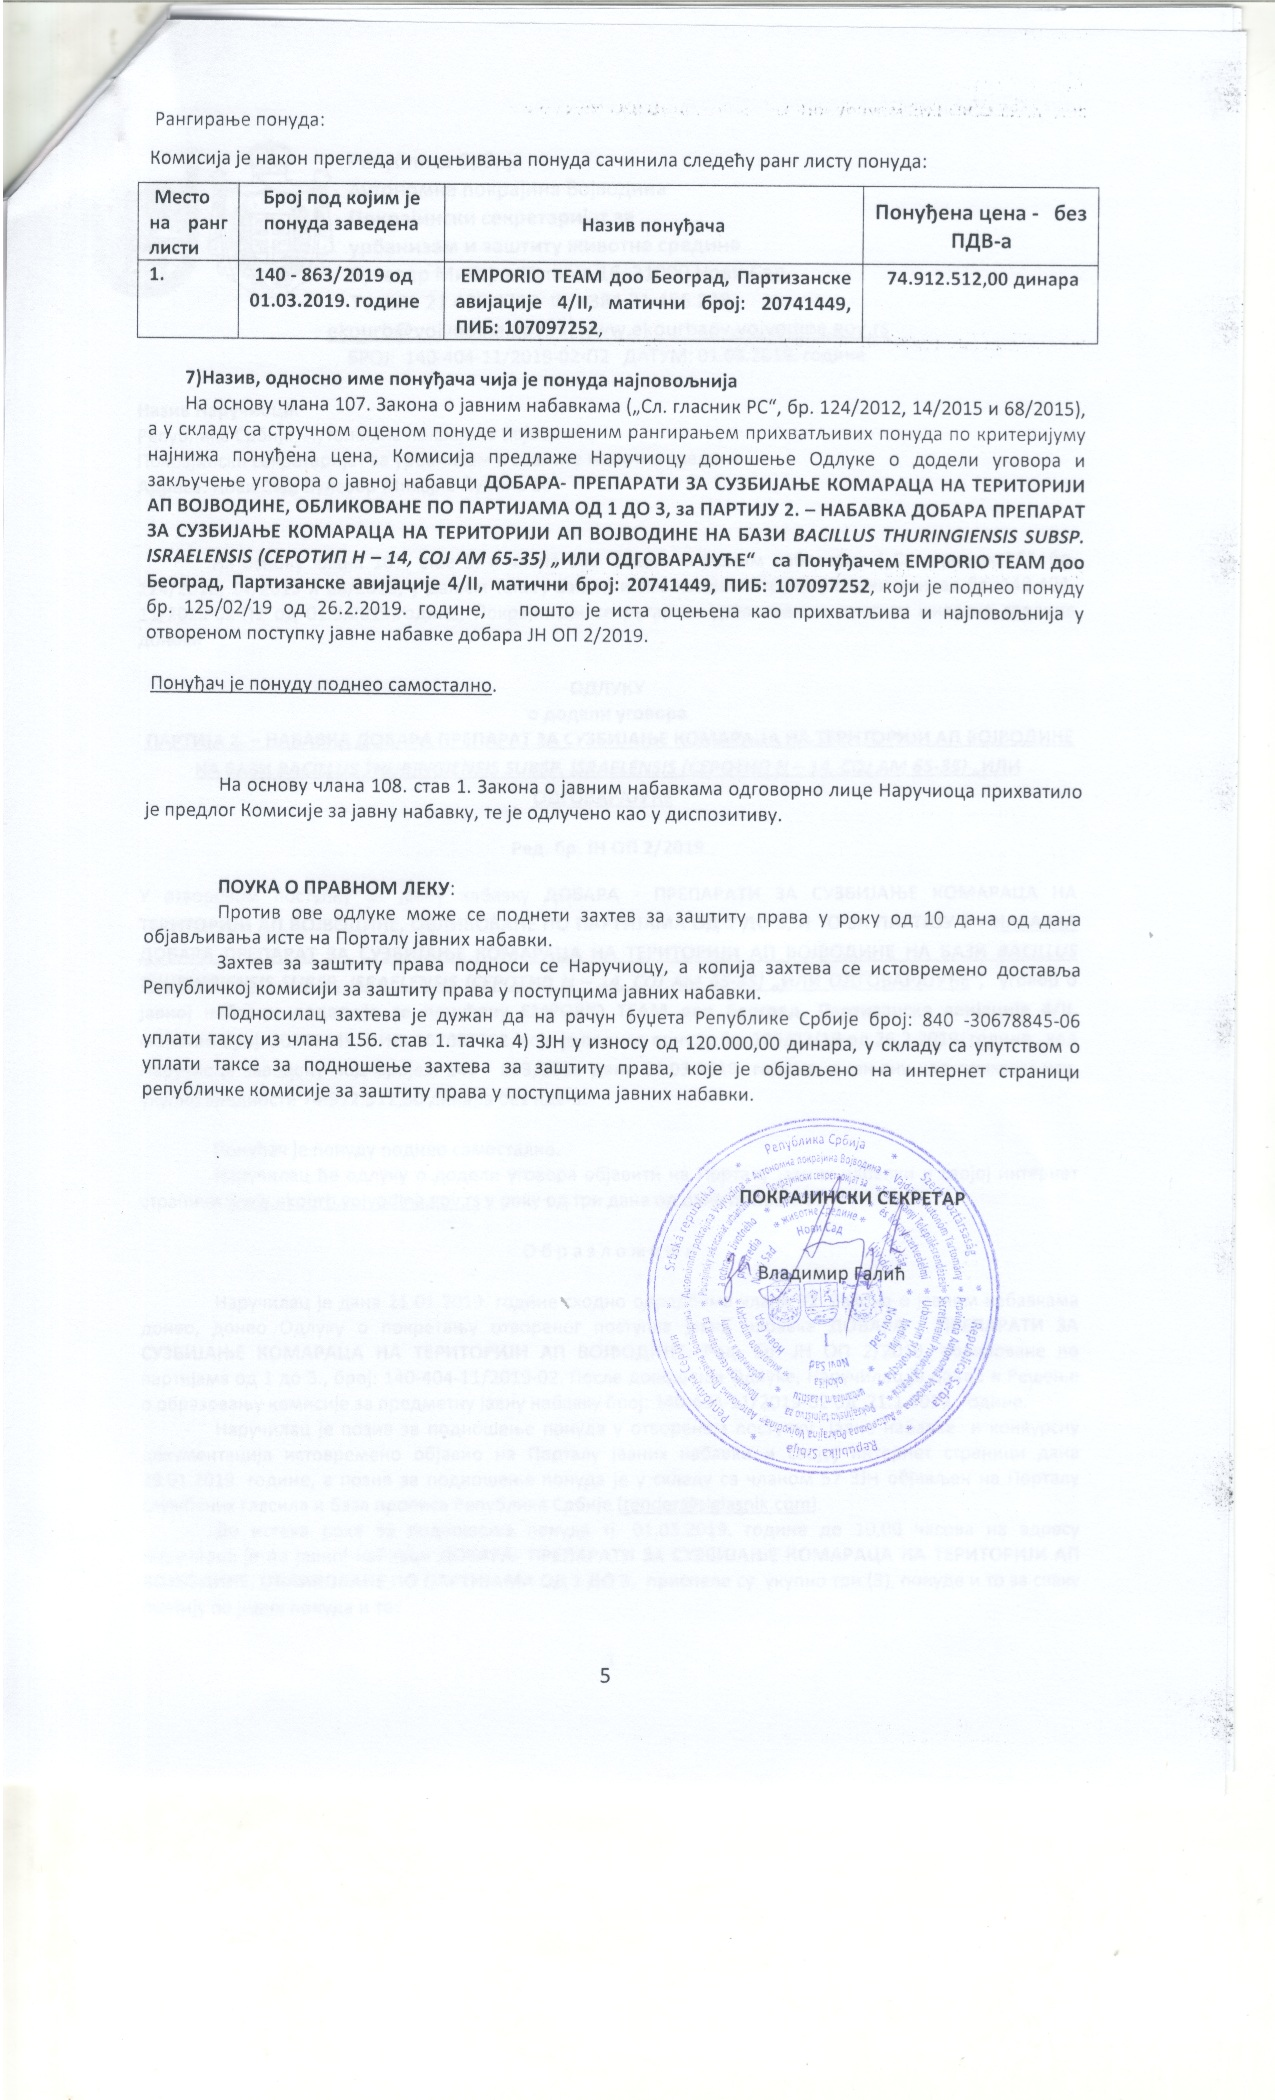 Рангирање понуда:
Комисија је након прегледа и оцењивања понуда сачинила следећу ранг листу понуда:
Место на ранг листи
Број под којим је понуда заведена
Назив понуђача
Понуђена цена - без ПДВ-а
1.
140 - 863/2019 од 01.03.2019. године
EMPORIO TEAM доо Београд, Партизанске
авијације 4/II, матични број: 20741449,
ПИБ: 107097252,
74.912.512,00 динара
7)Назив, односно име понуђача чија је понуда најповољнија
На основу члана 107. Закона о јавним набавкама („Сл. гласник РС“, бр. 124/2012, 14/2015 и 68/2015),
а у складу са стручном оценом понуде и извршеним рангирањем прихватљивих понуда по критеријуму
најнижа понуђена цена, Комисија предлаже Наручиоцу доношење Одлуке о додели уговора и
закључење уговора о јавној набавци ДОБАРА- ПРЕПАРАТИ ЗА СУЗБИЈАЊЕ КОМАРАЦА НА ТЕРИТОРИЈИ
АП ВОЈВОДИНЕ, ОБЛИКОВАНЕ ПО ПАРТИЈАМА ОД 1 ДО 3, за ПАРТИЈУ 2. – НАБАВКА ДОБАРА ПРЕПАРАТ
ЗА СУЗБИЈАЊЕ КОМАРАЦА НА ТЕРИТОРИЈИ АП ВОЈВОДИНЕ НА БАЗИ BACILLUS THURINGIENSIS SUBSP.
ISRAELENSIS (СЕРОТИП H – 14, СОЈ AM 65-35) „ИЛИ ОДГОВАРАЈУЋЕ“ са Понуђачем EMPORIO TEAM доо
Београд, Партизанске авијације 4/II, матични број: 20741449, ПИБ: 107097252, који је поднео понуду
бр. 125/02/19 од 26.2.2019. године, пошто је иста оцењена као прихватљива и најповољнија у
отвореном поступку јавне набавке добара ЈН ОП 2/2019.
Понуђач је понуду поднео самостално.
На основу члана 108. став 1. Закона о јавним набавкама одговорно лице Наручиоца прихватило
је предлог Комисије за јавну набавку, те је одлучено као у диспозитиву.
ПОУКА О ПРАВНОМ ЛЕКУ:
Против ове одлуке може се поднети захтев за заштиту права у року од 10 дана од дана
објављивања исте на Порталу јавних набавки.
Захтев за заштиту права подноси се Наручиоцу, а копија захтева се истовремено доставља
Републичкој комисији за заштиту права у поступцима јавних набавки.
Подносилац захтева је дужан да на рачун буџета Републике Србије број: 840 -30678845-06
уплати таксу из члана 156. став 1. тачка 4) ЗЈН у износу од 120.000,00 динара, у складу са упутством о
уплати таксе за подношење захтева за заштиту права, које је објављено на интернет страници
републичке комисије за заштиту права у поступцима јавних набавки.
Република Србија
ПОКРАЈИНСКИ СЕКРЕТАР
Нови Сад
Владимир Галић
5